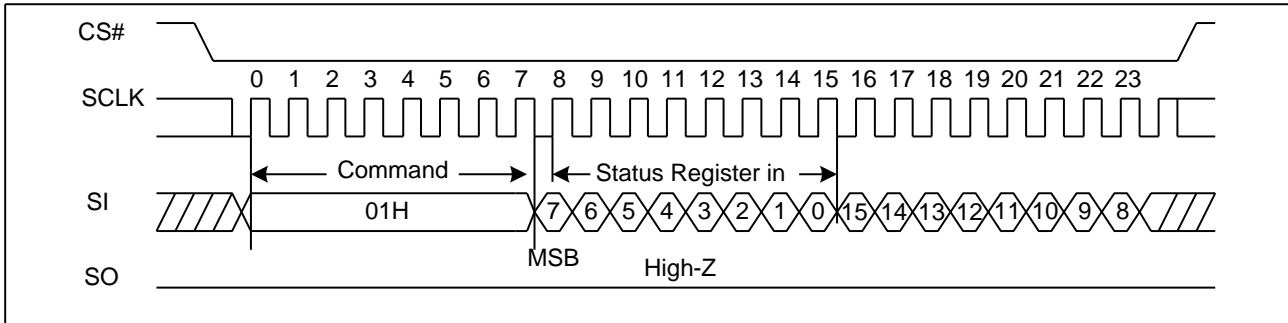 CS#
0 1 2 3 4 5 6 7 8 9 10 11 12 13 14 15 16 17 18 19 20 21 22 23
SCLK
Command Status Register in
SI 01H 7 6 5 4 3 2 1 0 15 14 13 12 11 10 9 8
MSB
SO High-Z